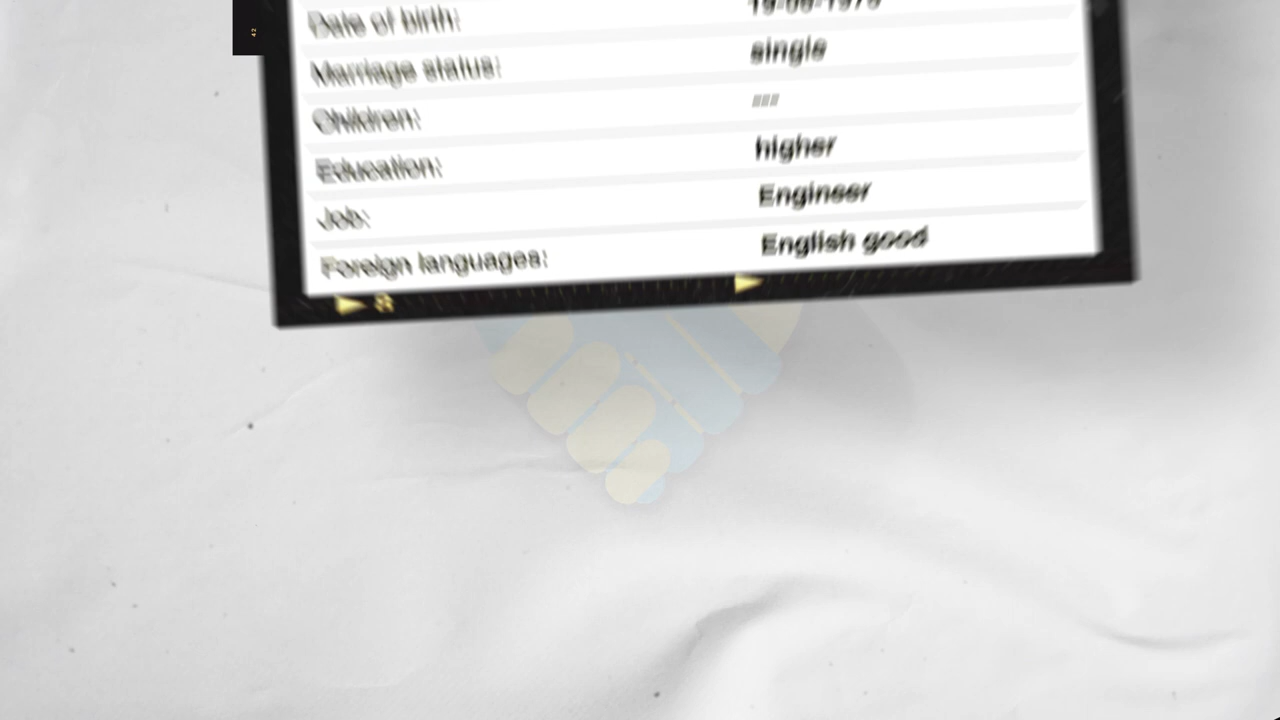 Date of birth:
Marriage status: single
Children: ###
Education: higher
Job: Engineer
Foreign languages: English good